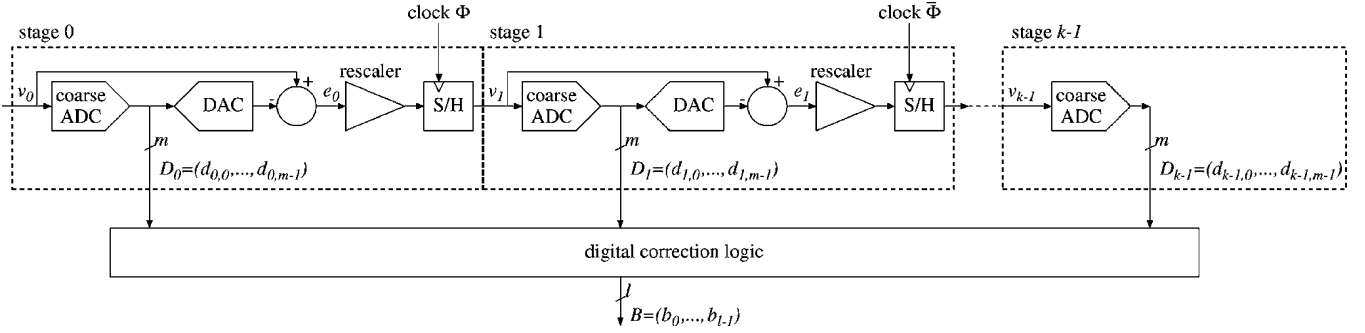 clock Φ
clock Φ̄
stage 0
stage 1
stage k-1
rescaler
rescaler
v0
coarse
ADC
DAC
+
e0
S/H
v1
coarse
ADC
DAC
+
e1
S/H
vk-1
coarse
ADC
m
m
m
D0=(d0,0,..., d0,m-1)
D1=(d1,0,..., d1,m-1)
Dk-1=(dk-1,0,..., dk-1,m-1)
digital correction logic
l
B=(b0,..., bl-1)